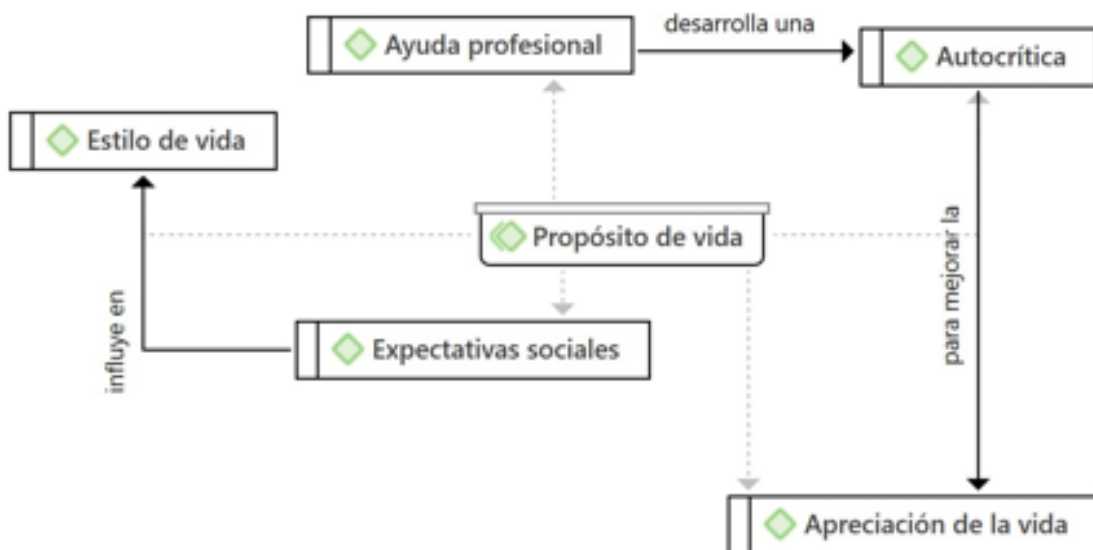 Ayuda profesional
desarrolla una
Autocrítica
Estilo de vida
Propósito de vida
influye en
Expectativas sociales
para mejorar la
Apreciación de la vida